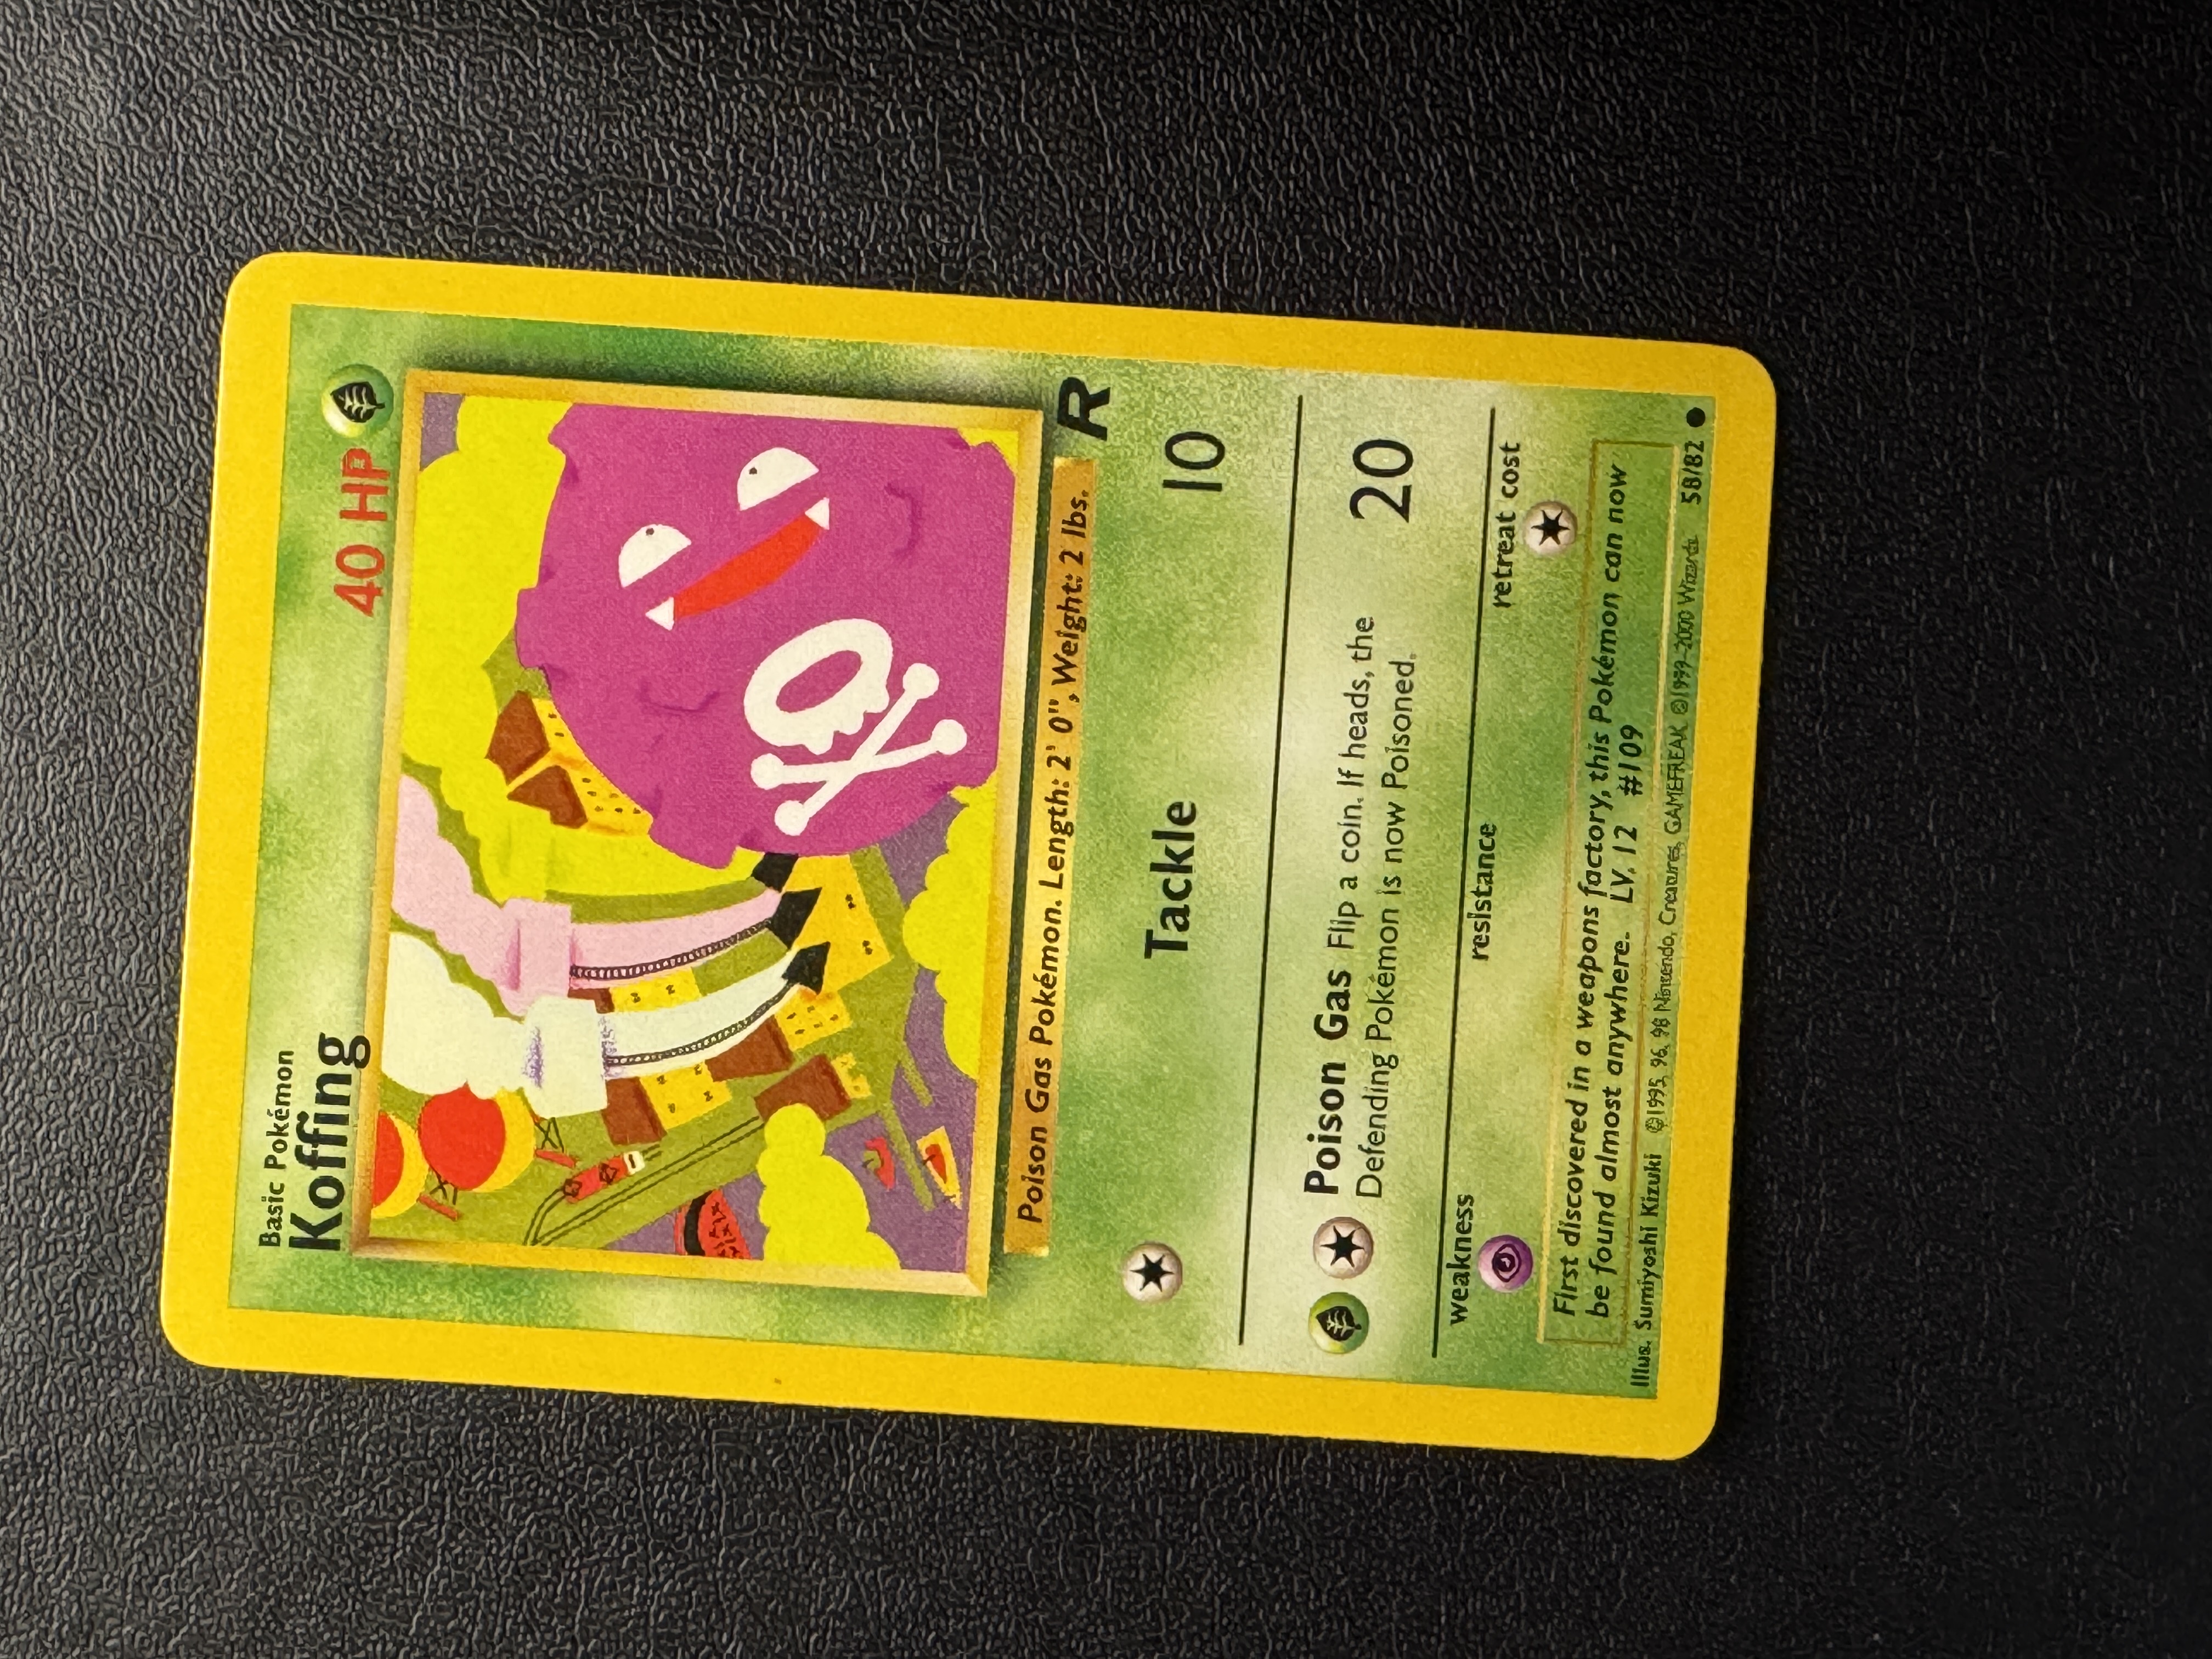 Basic Pokémon
Koffing 40 HP
Poison Gas Pokémon. Length: 2' 0", Weight: 2 lbs.
R
Tackle 10
Poison Gas Flip a coin. If heads, the 20
Defending Pokémon is now Poisoned.
weakness resistance retreat cost
First discovered in a weapons factory, this Pokémon can now
be found almost anywhere. LV. 12 #109
Illus. Sumiyoshi Kizuki ©1995, 96, 98 Nintendo, Creatures, GAMEFREAK ©1999-2000 Wizards. 58/82